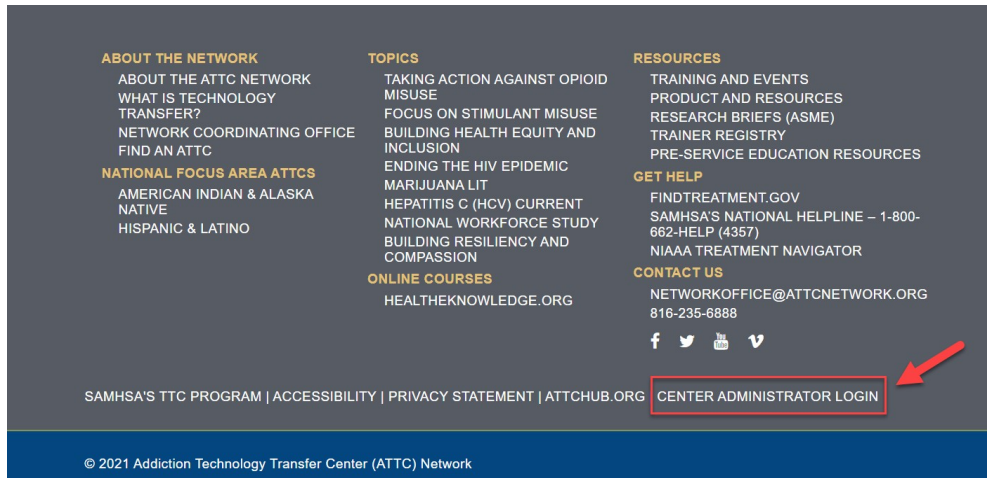 ABOUT THE NETWORK
ABOUT THE ATTC NETWORK
WHAT IS TECHNOLOGY
TRANSFER?
NETWORK COORDINATING OFFICE
FIND AN ATTC
NATIONAL FOCUS AREA ATTCS
AMERICAN INDIAN & ALASKA
NATIVE
HISPANIC & LATINO
TOPICS
TAKING ACTION AGAINST OPIOID
MISUSE
FOCUS ON STIMULANT MISUSE
BUILDING HEALTH EQUITY AND
INCLUSION
ENDING THE HIV EPIDEMIC
MARIJUANA LIT
HEPATITIS C (HCV) CURRENT
NATIONAL WORKFORCE STUDY
BUILDING RESILIENCY AND
COMPASSION
ONLINE COURSES
HEALTHEKNOWLEDGE.ORG
RESOURCES
TRAINING AND EVENTS
PRODUCT AND RESOURCES
RESEARCH BRIEFS (ASME)
TRAINER REGISTRY
PRE-SERVICE EDUCATION RESOURCES
GET HELP
FINDTREATMENT.GOV
SAMHSA'S NATIONAL HELPLINE – 1-800-
662-HELP (4357)
NIAAA TREATMENT NAVIGATOR
CONTACT US
NETWORKOFFICE@ATTCNETWORK.ORG
816-235-6888
You Tube
SAMHSA'S TTC PROGRAM | ACCESSIBILITY | PRIVACY STATEMENT | ATTCHUB.ORG CENTER ADMINISTRATOR LOGIN
© 2021 Addiction Technology Transfer Center (ATTC) Network